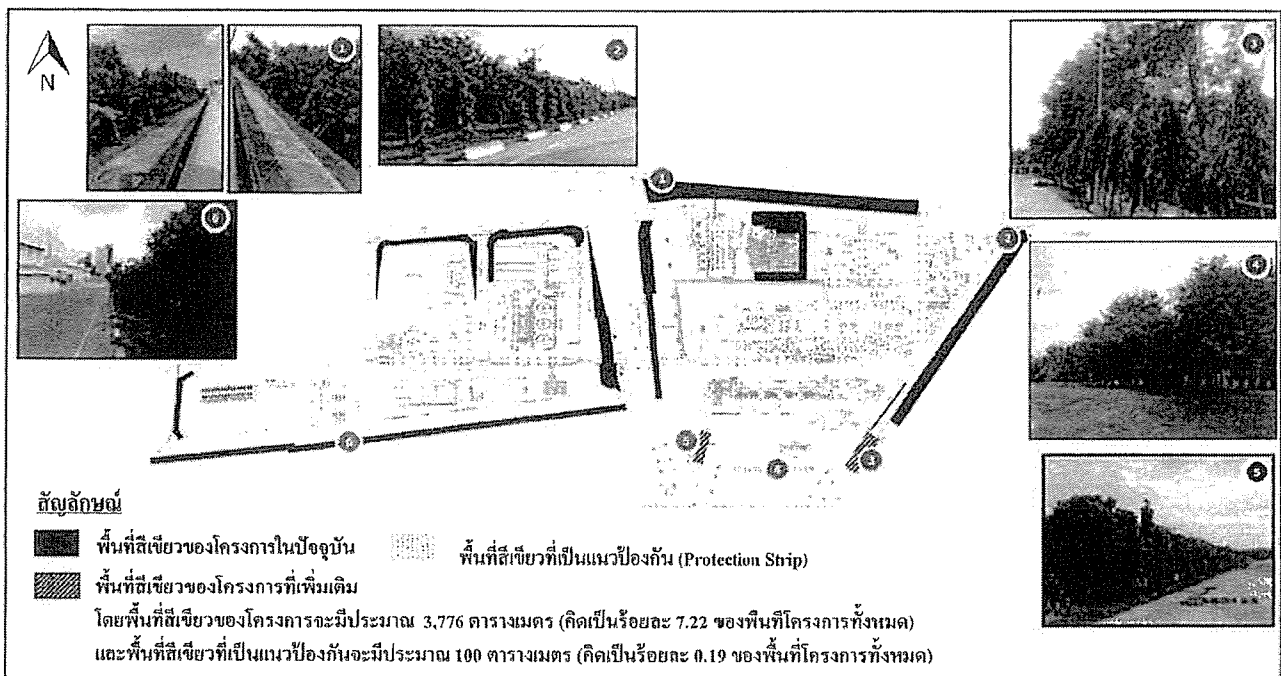 N
สัญลักษณ์
พื้นที่สีเขียวของโครงการในปัจจุบัน
พื้นที่สีเขียวที่เป็นแนวป้องกัน (Protection Strip)
พื้นที่สีเขียวของโครงการที่เพิ่มเติม
โดยพื้นที่สีเขียวของโครงการจะมีประมาณ 3,776 ตารางเมตร (คิดเป็นร้อยละ 7.22 ของพื้นที่โครงการทั้งหมด)
และพื้นที่สีเขียวที่เป็นแนวป้องกันจะมีประมาณ 100 ตารางเมตร (คิดเป็นร้อยละ 0.19 ของพื้นที่โครงการทั้งหมด)